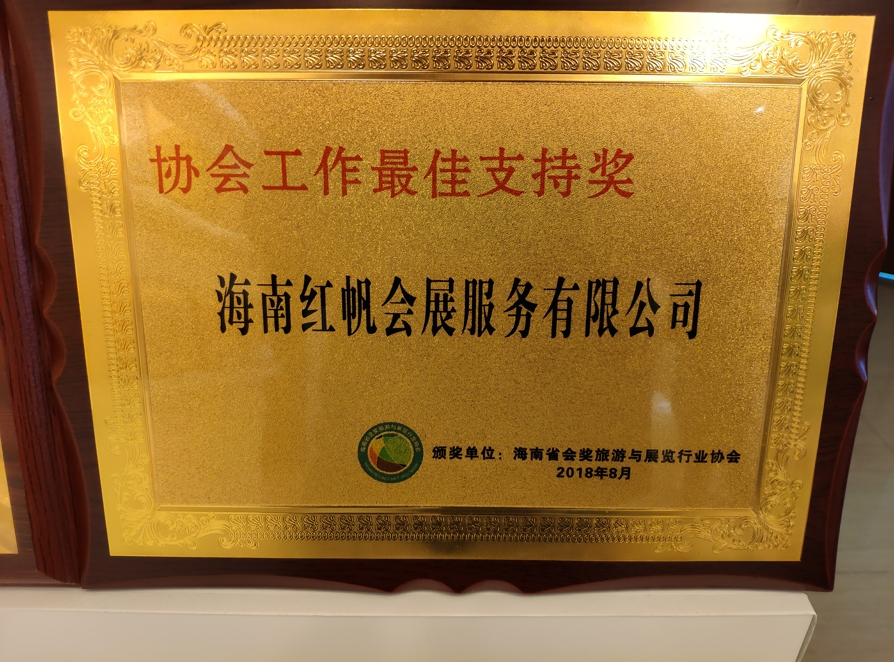 协会工作最佳支持奖
海南红帆会展服务有限公司
颁奖单位：海南省会奖旅游与展览行业协会
2018年8月